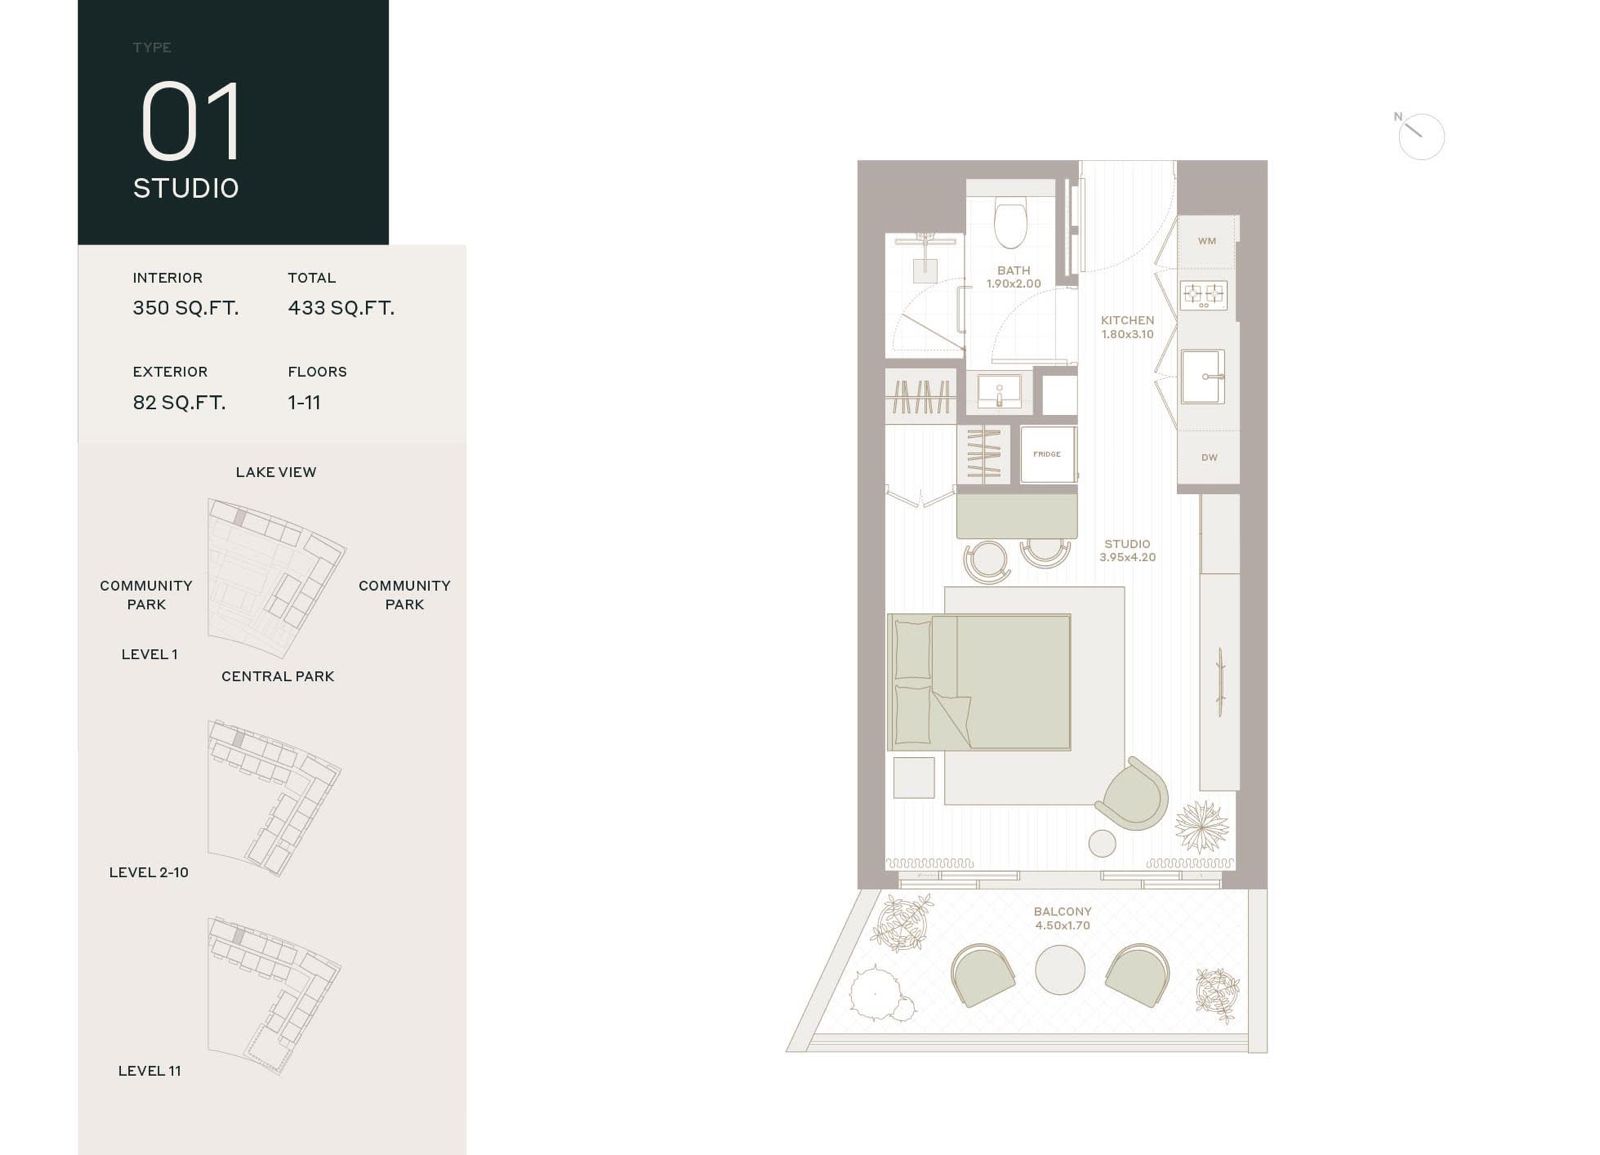 TYPE
01
STUDIO
INTERIOR
350 SQ.FT.
TOTAL
433 SQ.FT.
EXTERIOR
82 SQ.FT.
FLOORS
1-11
LAKE VIEW
COMMUNITY
PARK
COMMUNITY
PARK
LEVEL 1
CENTRAL PARK
LEVEL 2-10
LEVEL 11
N
BATH
1.90x2.00
WM
KITCHEN
1.80x3.10
FRIDGE
DW
STUDIO
3.95x4.20
BALCONY
4.50x1.70